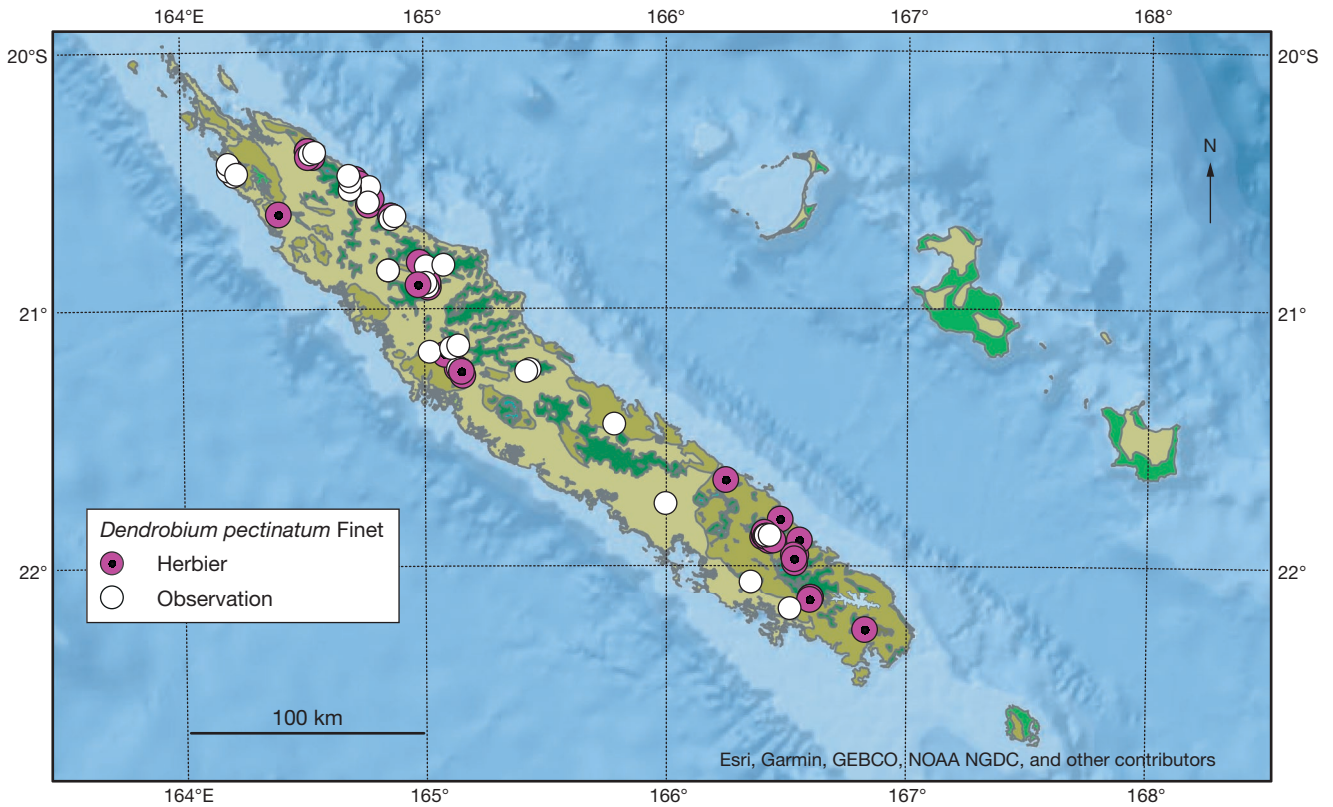 164°E 165° 166° 167° 168°
20°S 20°S
N
21° 21°
Dendrobium pectinatum Finet
Herbier
Observation
22° 22°
100 km
Esri, Garmin, GEBCO, NOAA NGDC, and other contributors
164°E 165° 166° 167° 168°